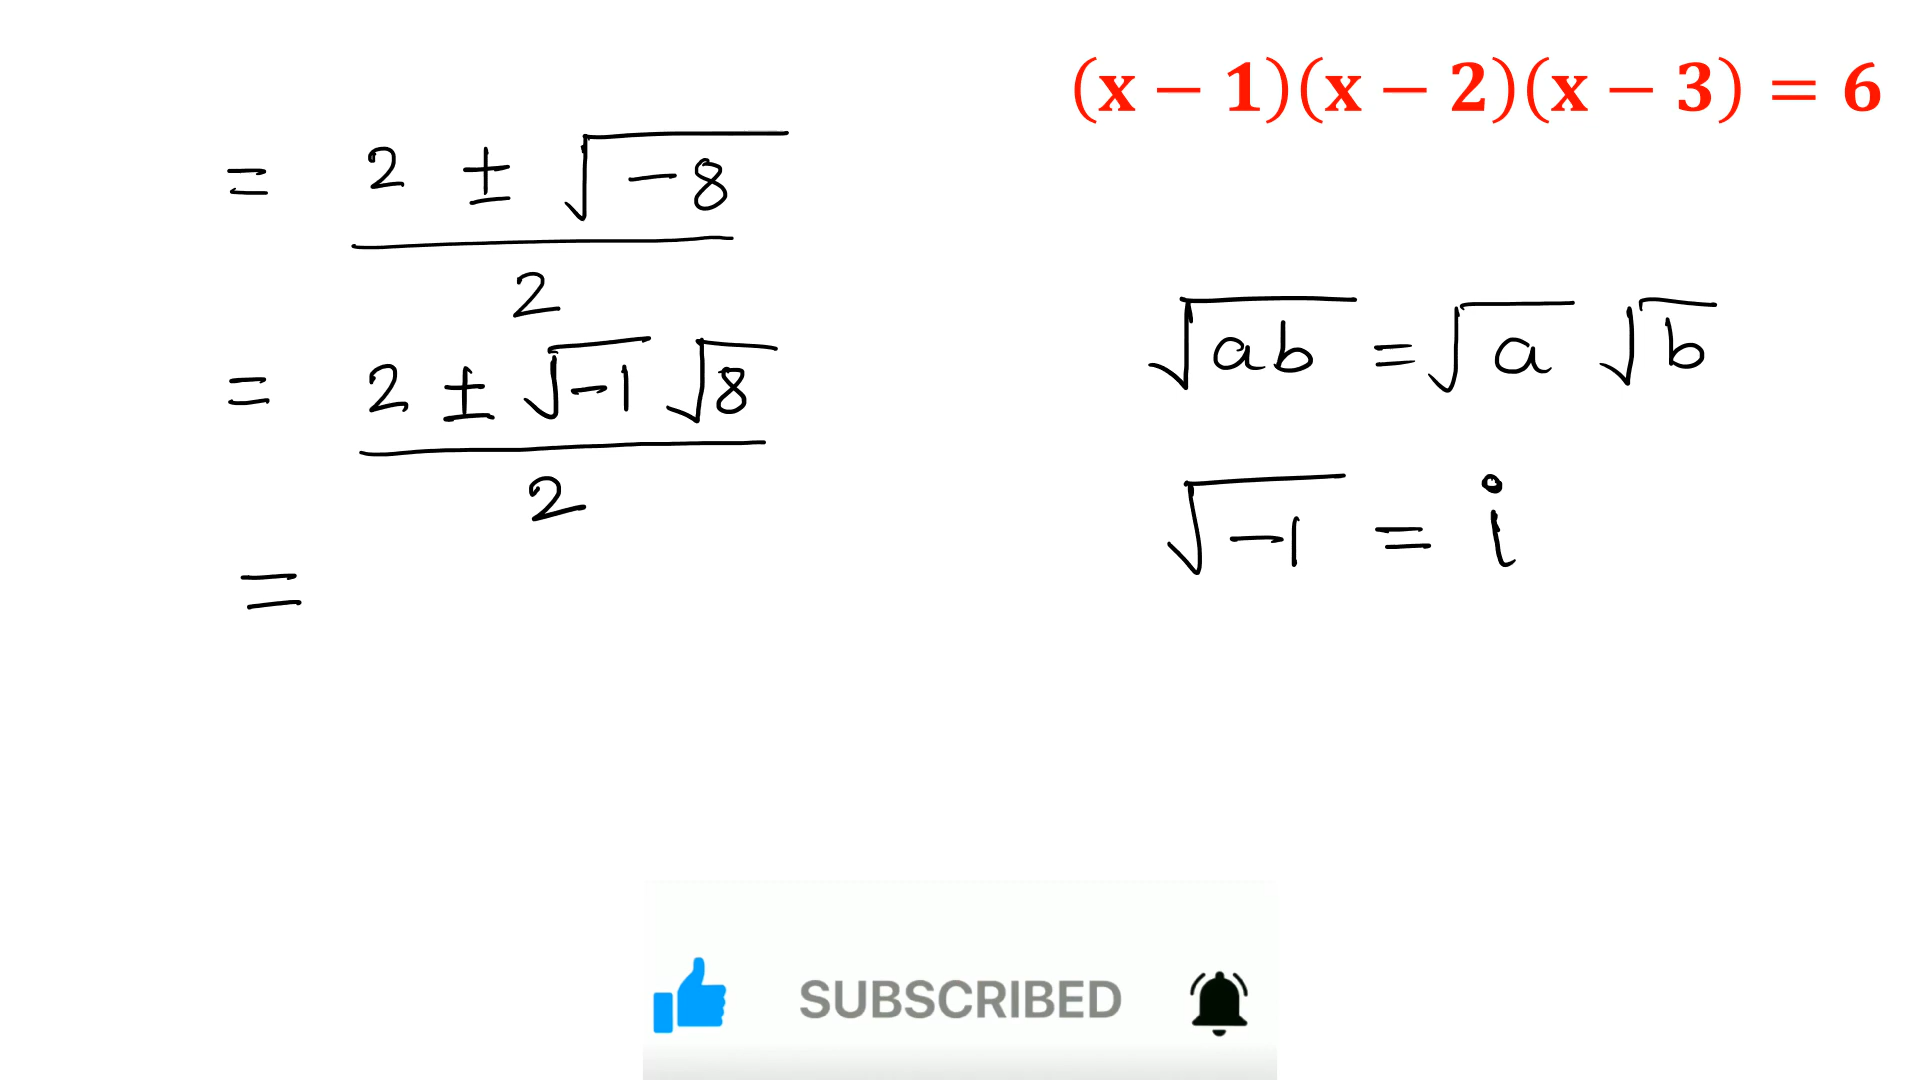 (x − 1)(x − 2)(x − 3) = 6
= (2 ± √-8) / 2
= (2 ± √-1 √8) / 2
=
√ab = √a √b
√-1 = i
SUBSCRIBED